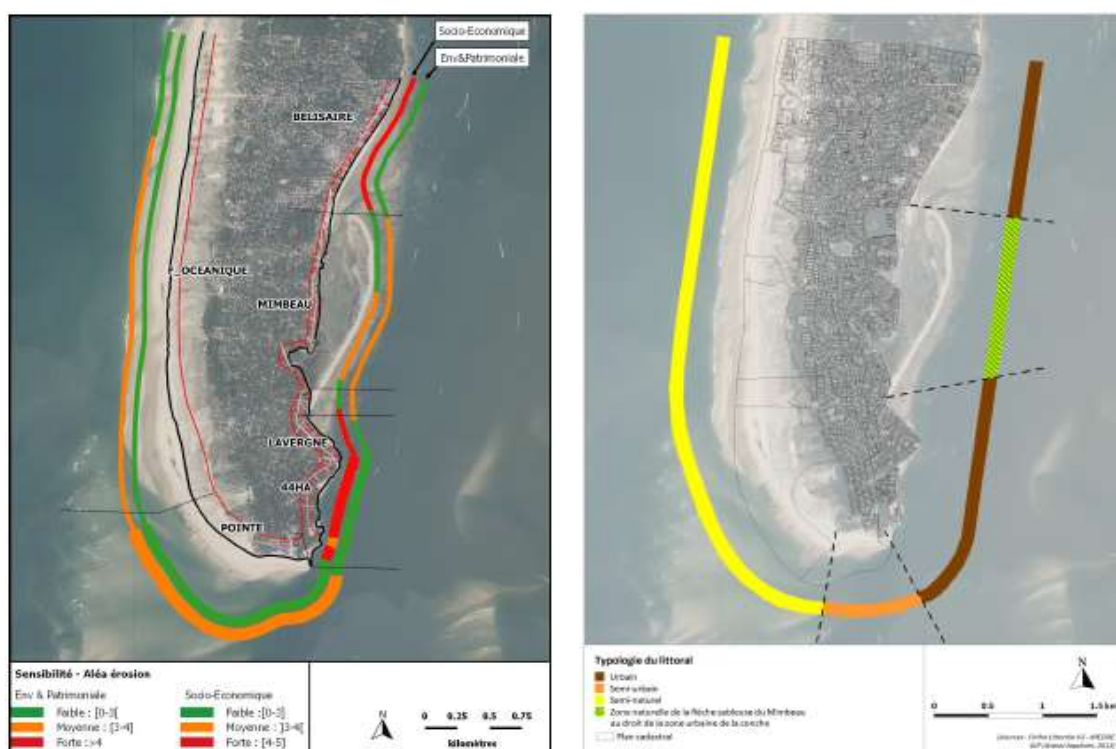 Socio-Economique
Env&Patrimoniale
BELISAIRE
F_OCEANIQUE
MIMBEAU
LAVERGNE
44HA
POINTE
Sensibilité - Aléa érosion
Env & Patrimoniale
Faible : [0-3[
Moyenne : [3-4]
Forte : >4
Socio-Economique
Faible :[0-3]
Moyenne :]3-4[
Forte : [4-5]
N
0 0.25 0.5 0.75
kilomètres
Typologie du littoral
Urbain
Semi-urbain
Semi-naturel
Zone naturelle de la flèche sableuse du Mimbeau
au droit de la zone urbaine de la conche
Plan cadastral
N
0 0.5 1 1.5 km